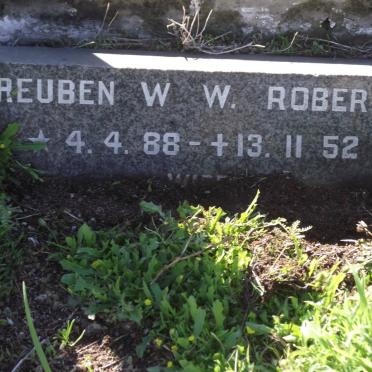 REUBEN W W. ROBER
* 4. 4. 88 - † 13. 11 52